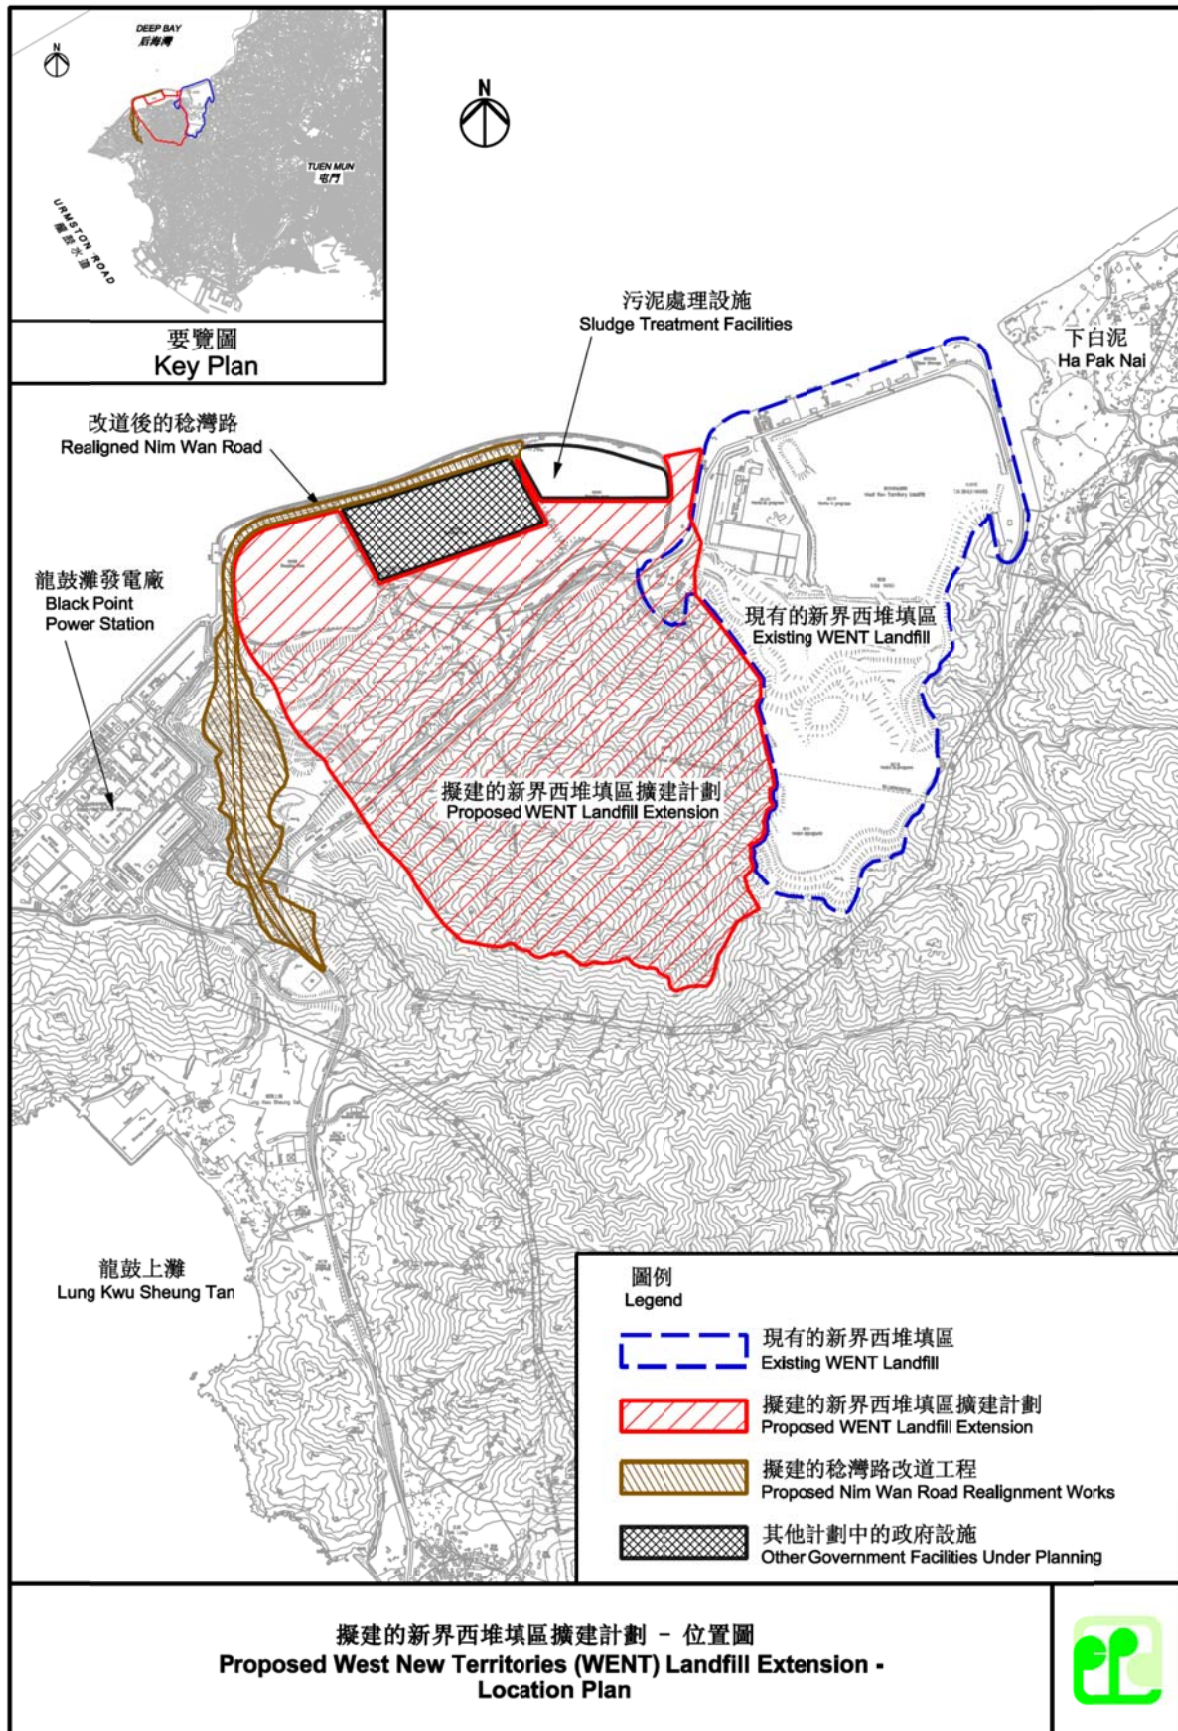 DEEP BAY
后海灣
N
TUEN MUN
屯門
URMSTON ROAD
龍鼓水道
要覽圖
Key Plan
N
污泥處理設施
Sludge Treatment Facilities
下白泥
Ha Pak Nai
改道後的稔灣路
Realigned Nim Wan Road
龍鼓灘發電廠
Black Point
Power Station
現有的新界西堆填區
Existing WENT Landfill
擬建的新界西堆填區擴建計劃
Proposed WENT Landfill Extension
龍鼓上灘
Lung Kwu Sheung Tan
圖例
Legend
現有的新界西堆填區
Existing WENT Landfill
擬建的新界西堆填區擴建計劃
Proposed WENT Landfill Extension
擬建的稔灣路改道工程
Proposed Nim Wan Road Realignment Works
其他計劃中的政府設施
Other Government Facilities Under Planning
擬建的新界西堆填區擴建計劃 - 位置圖
Proposed West New Territories (WENT) Landfill Extension -
Location Plan